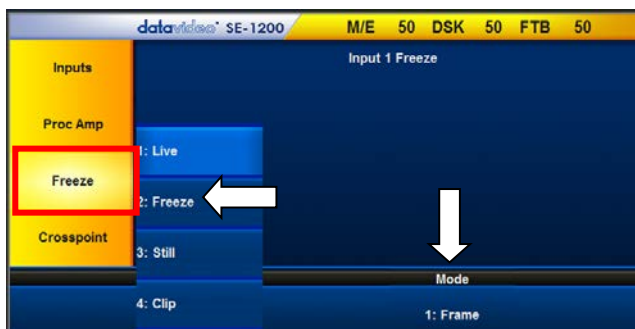 datavideo SE-1200 M/E 50 DSK 50 FTB 50
Inputs
Input 1 Freeze
Proc Amp
1: Live
Freeze
2: Freeze
Crosspoint
3: Still
Mode
4: Clip
1: Frame